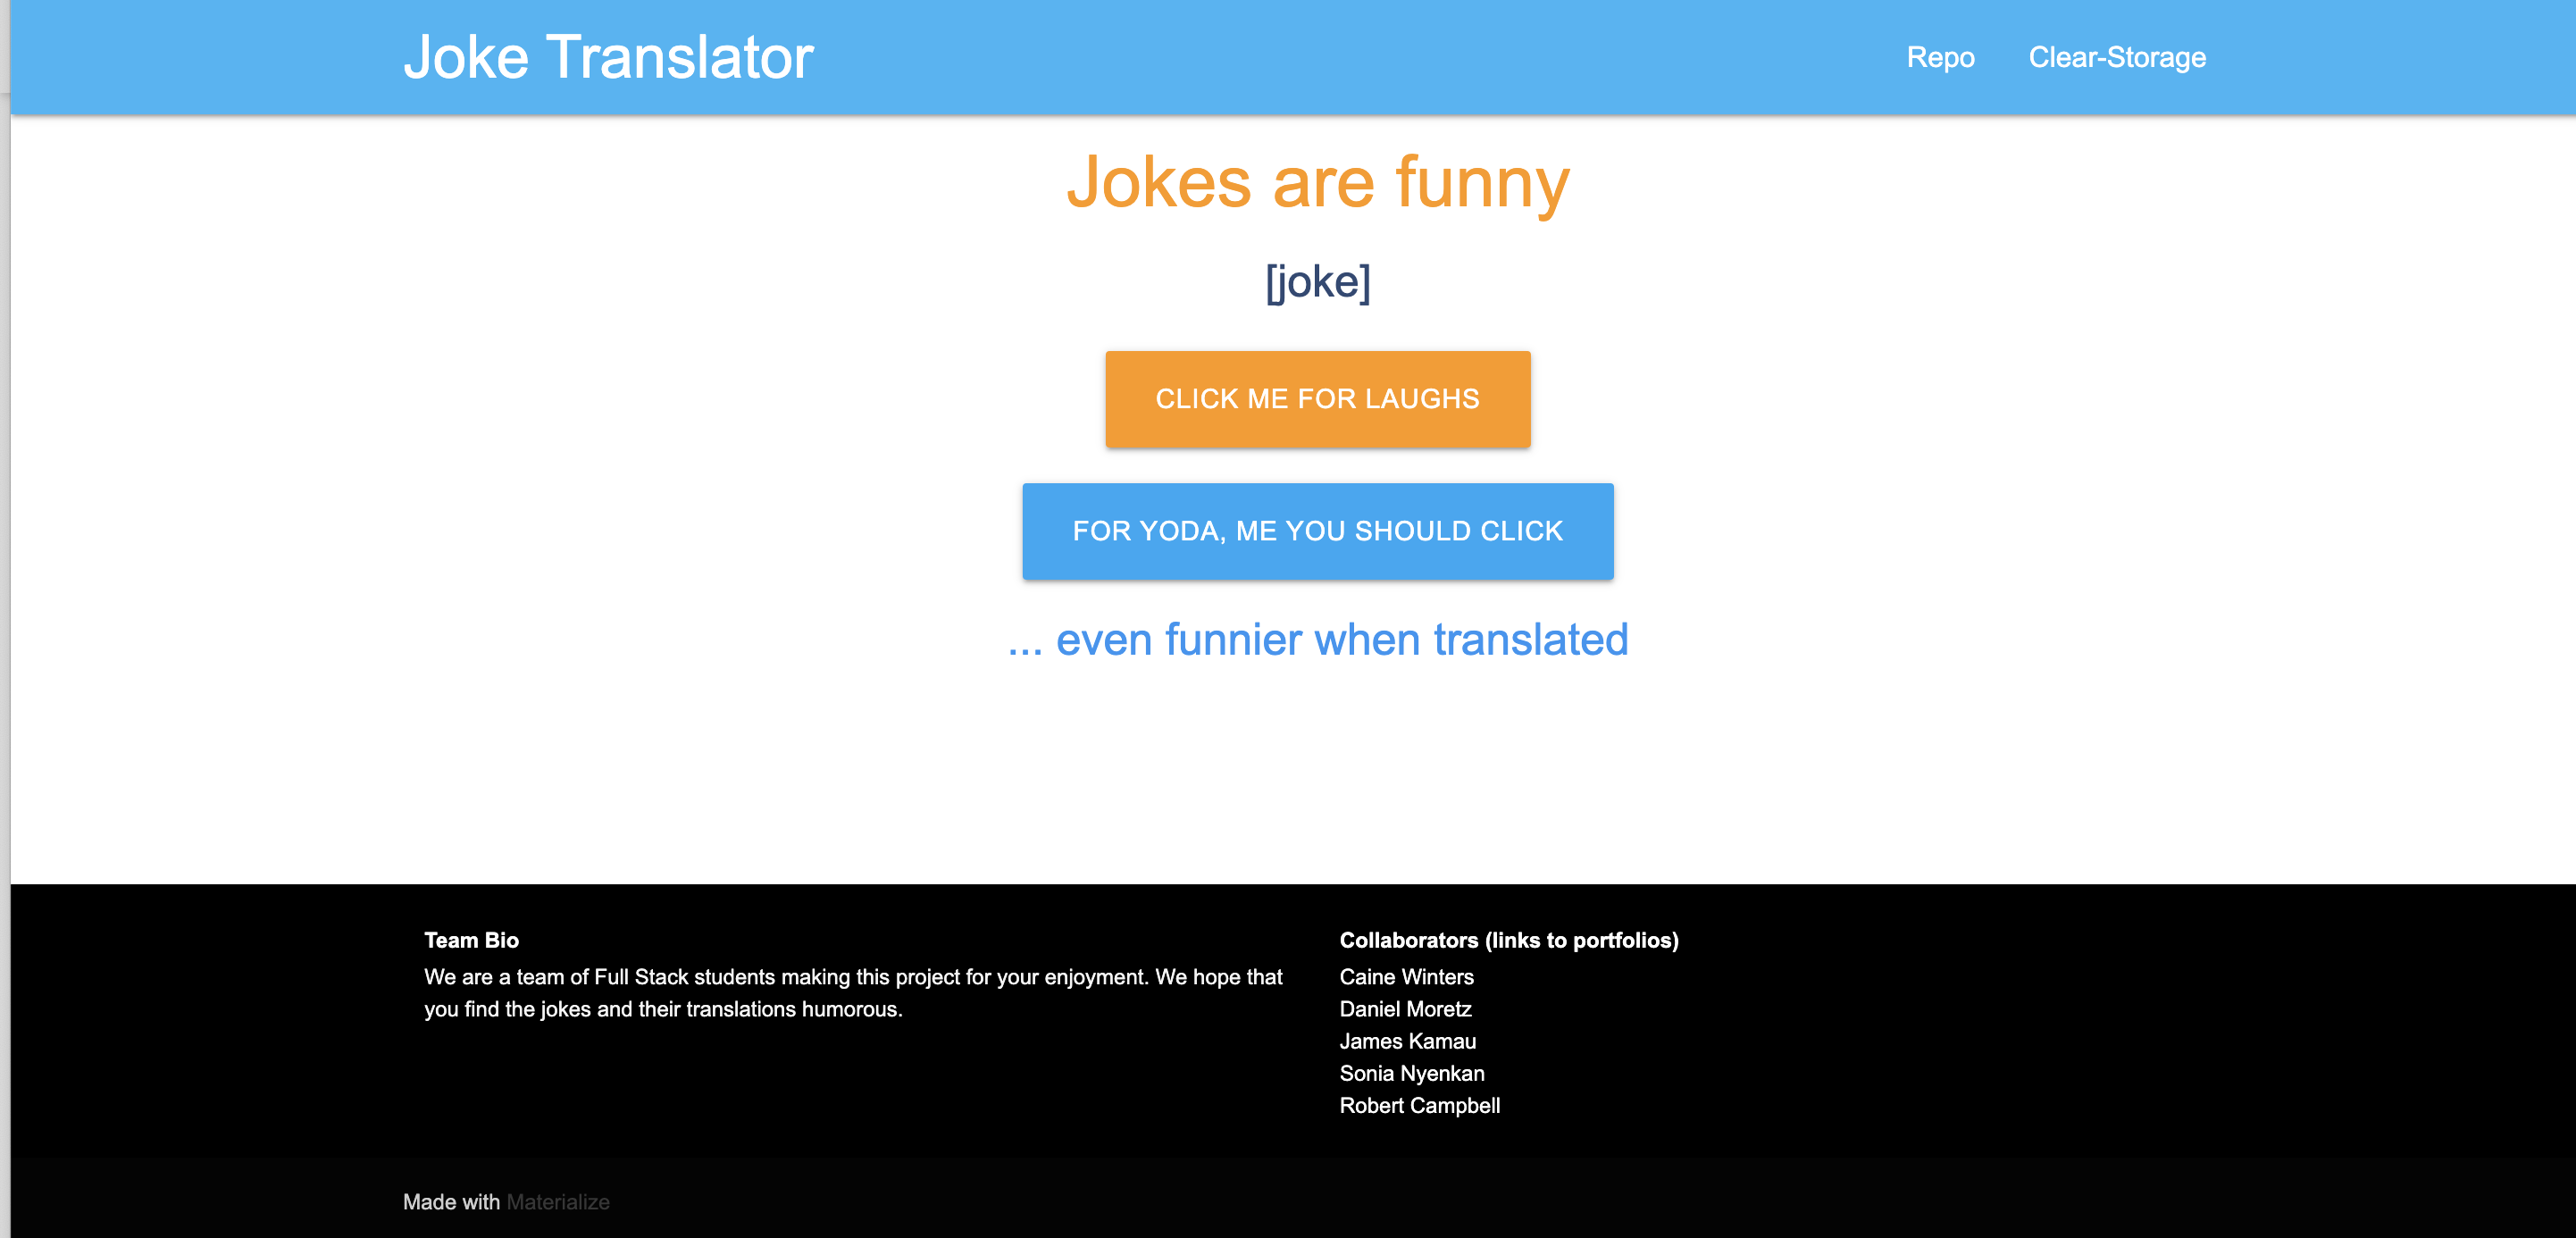 Joke Translator
Repo
Clear-Storage
Jokes are funny
[joke]
CLICK ME FOR LAUGHS
FOR YODA, ME YOU SHOULD CLICK
... even funnier when translated
Team Bio
We are a team of Full Stack students making this project for your enjoyment. We hope that
you find the jokes and their translations humorous.
Collaborators (links to portfolios)
Caine Winters
Daniel Moretz
James Kamau
Sonia Nyenkan
Robert Campbell
Made with Materialize